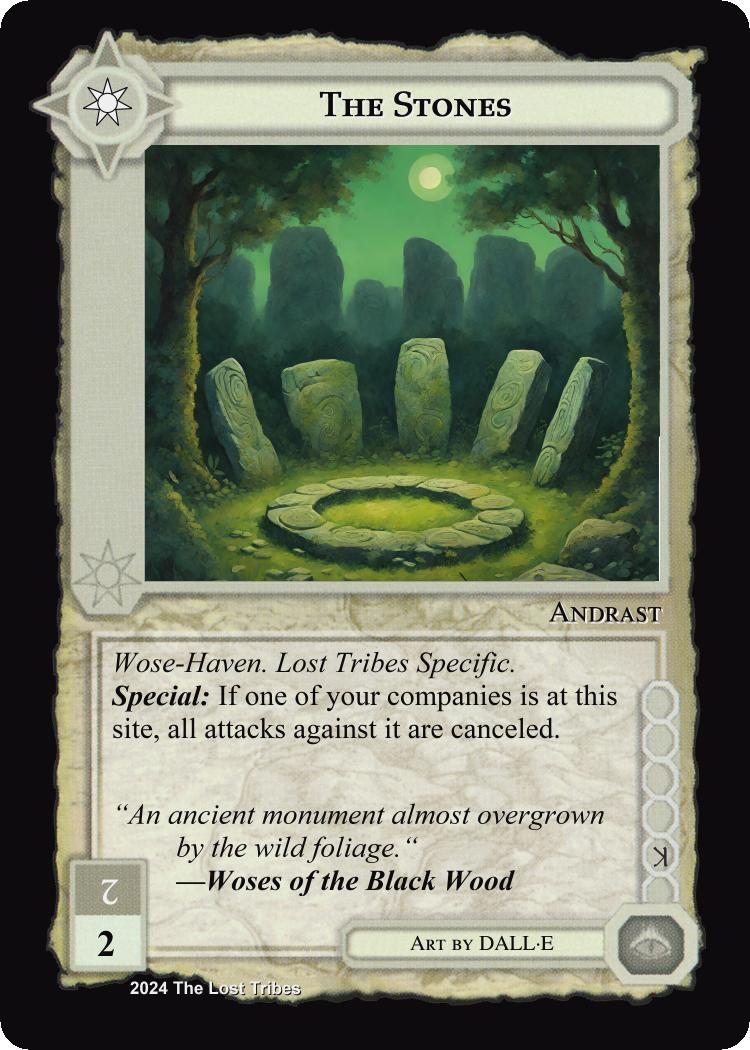 The Stones
Andrast
Wose-Haven. Lost Tribes Specific.
Special: If one of your companies is at this
site, all attacks against it are canceled.
“An ancient monument almost overgrown
by the wild foliage.“
—Woses of the Black Wood
2
Art by DALL·E
2024 The Lost Tribes